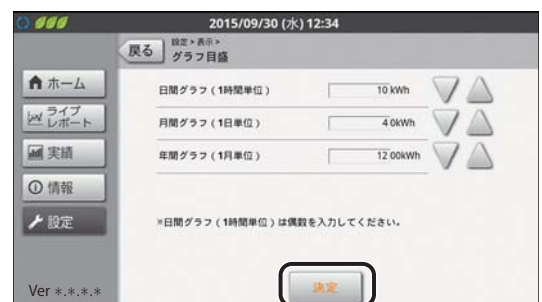 2015/09/30 (水) 12:34
戻る
設定 > 表示 >
グラフ目盛
ホーム
ライブ
レポート
実績
情報
設定
Ver *.*.*.*
日間グラフ(1時間単位) 10 kWh
月間グラフ(1日単位) 4 0kWh
年間グラフ(1月単位) 12 00kWh
※日間グラフ(1時間単位)は偶数を入力してください。
決定